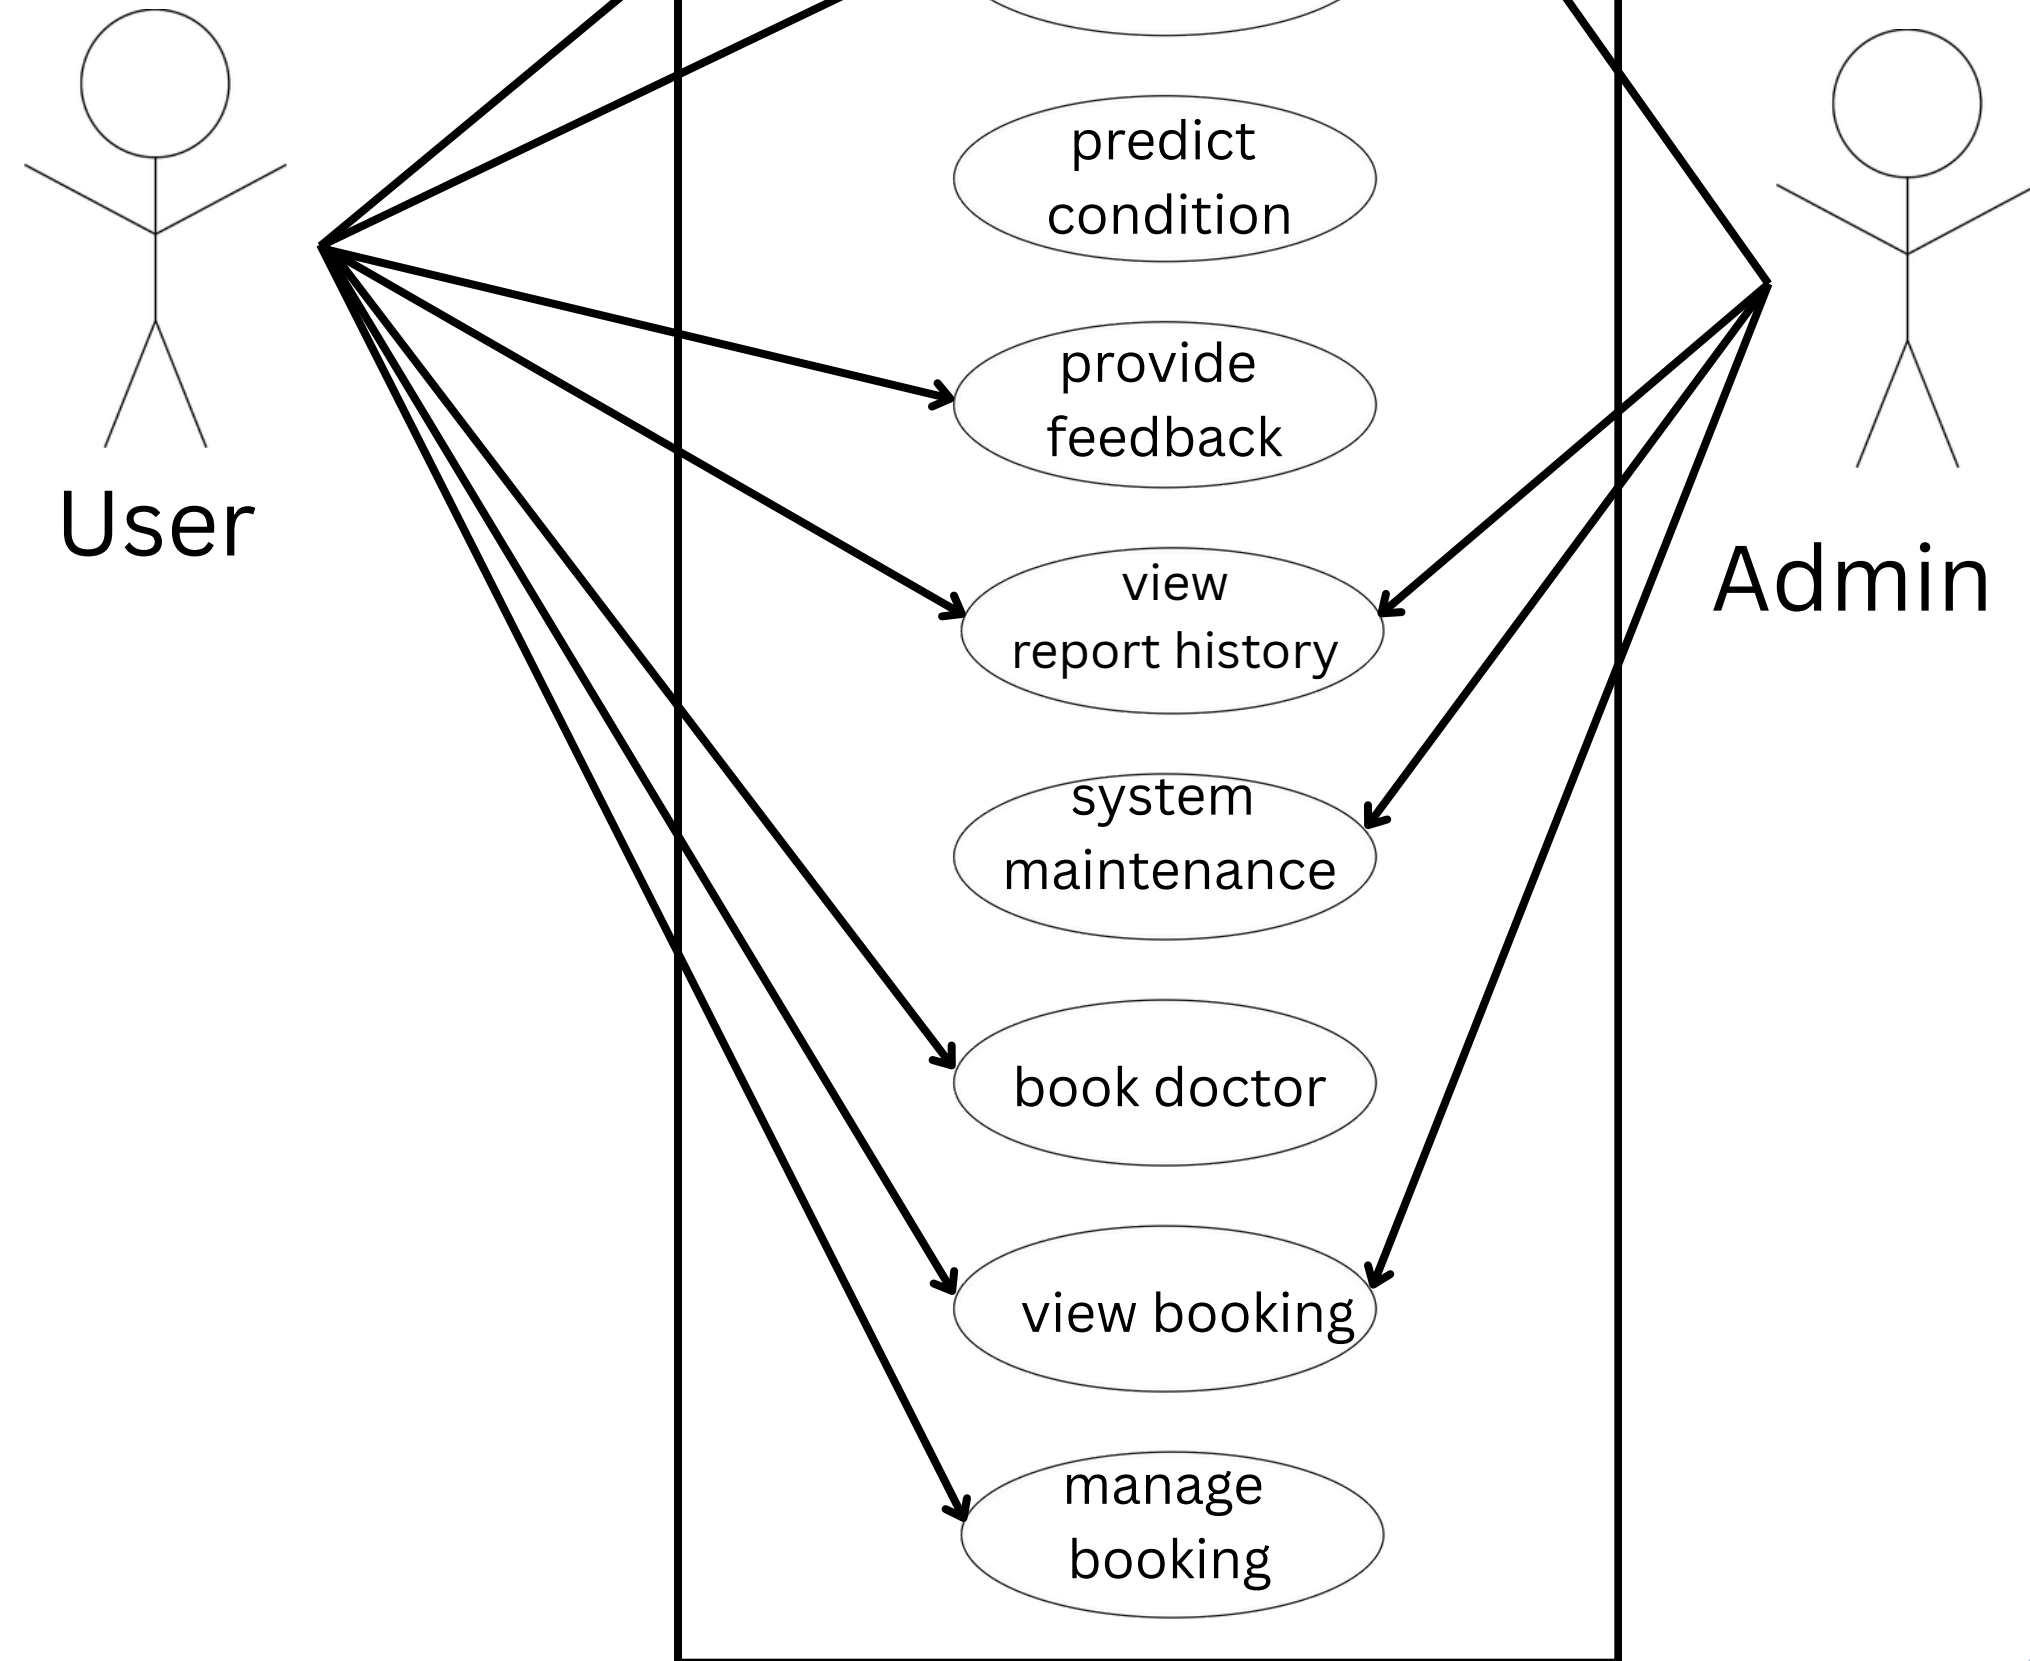 predict
condition
provide
feedback
User
Admin
view
report history
system
maintenance
book doctor
view booking
manage
booking